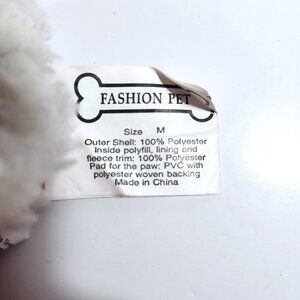 FASHION PET
Size M
Outer Shell: 100% Polyester
Inside polyfill, lining and
fleece trim: 100% Polyester
Pad for the paw: PVC with
polyester woven backing
Made in China